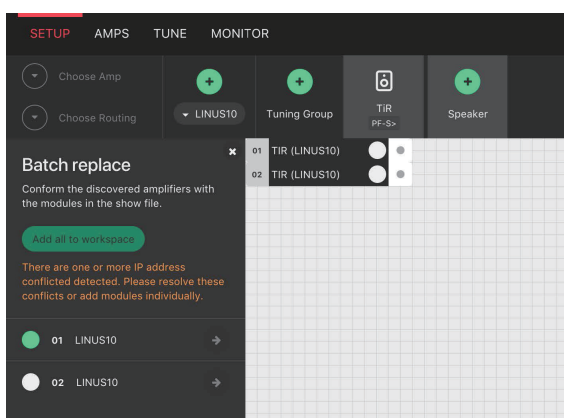 SETUP AMPS TUNE MONITOR
Choose Amp
Choose Routing
LINUS10
Tuning Group
TiR
PF-S>
Speaker
Batch replace
Conform the discovered amplifiers with
the modules in the show file.
Add all to workspace
There are one or more IP address
conflicted detected. Please resolve these
conflicts or add modules individually.
01 LINUS10
02 LINUS10
01 TIR (LINUS10)
02 TIR (LINUS10)